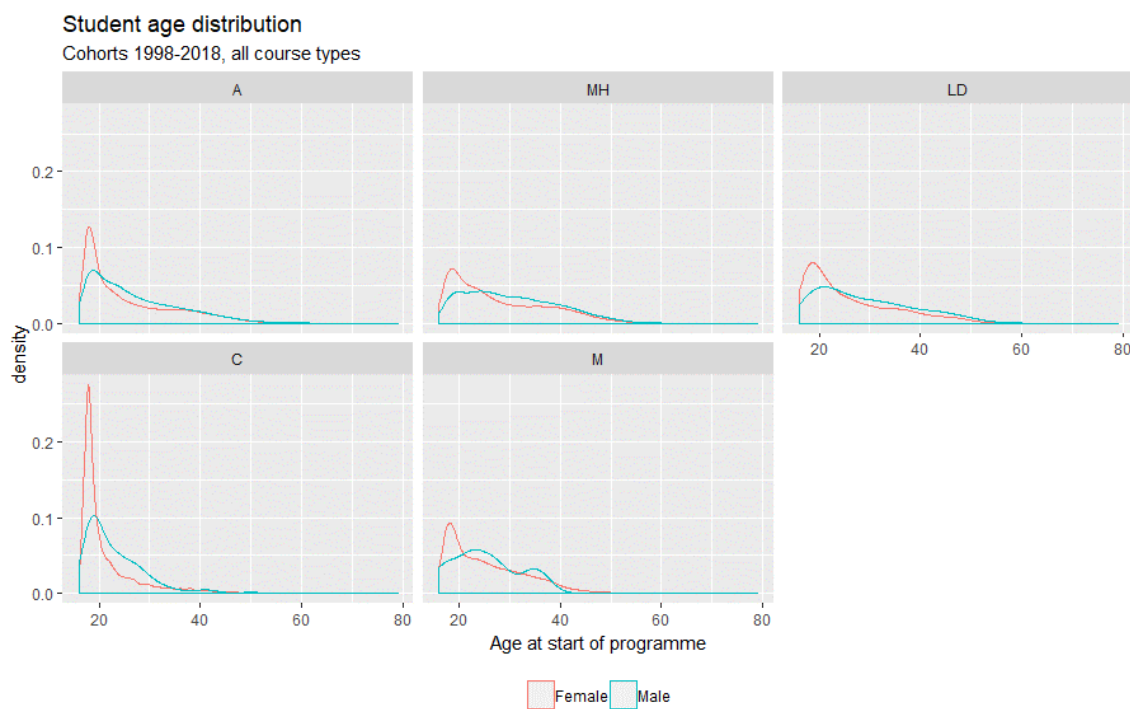 Student age distribution
Cohorts 1998-2018, all course types
A
MH
LD
0.2
0.1
0.0
20 40 60 80
density
C
M
0.2
0.1
0.0
20 40 60 80
20 40 60 80
Age at start of programme
Female Male